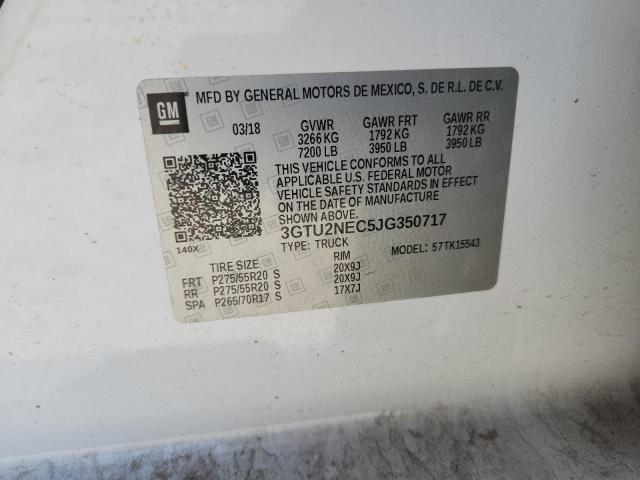 GM
MFD BY GENERAL MOTORS DE MEXICO, S. DE R.L. DE C.V.
03/18 GVWR GAWR FRT GAWR RR
3266 KG 1792 KG 1792 KG
7200 LB 3950 LB 3950 LB
THIS VEHICLE CONFORMS TO ALL
APPLICABLE U.S. FEDERAL MOTOR
VEHICLE SAFETY STANDARDS IN EFFECT
ON THE DATE OF MANUFACTURE
SHOWN ABOVE.
3GTU2NEC5JG350717
140X
TYPE: TRUCK MODEL: 57TK15543
TIRE SIZE RIM
FRT P275/55R20 S 20X9J
RR P275/55R20 S 20X9J
SPA P265/70R17 S 17X7J